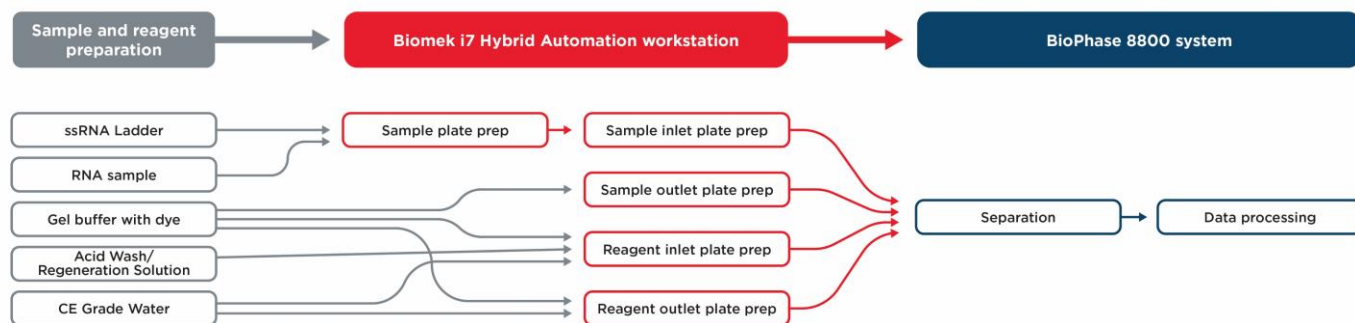 Sample and reagent
preparation
Biomek i7 Hybrid Automation workstation
BioPhase 8800 system
ssRNA Ladder
Sample plate prep
Sample inlet plate prep
RNA sample
Sample outlet plate prep
Gel buffer with dye
Separation
Data processing
Acid Wash/
Regeneration Solution
Reagent inlet plate prep
CE Grade Water
Reagent outlet plate prep